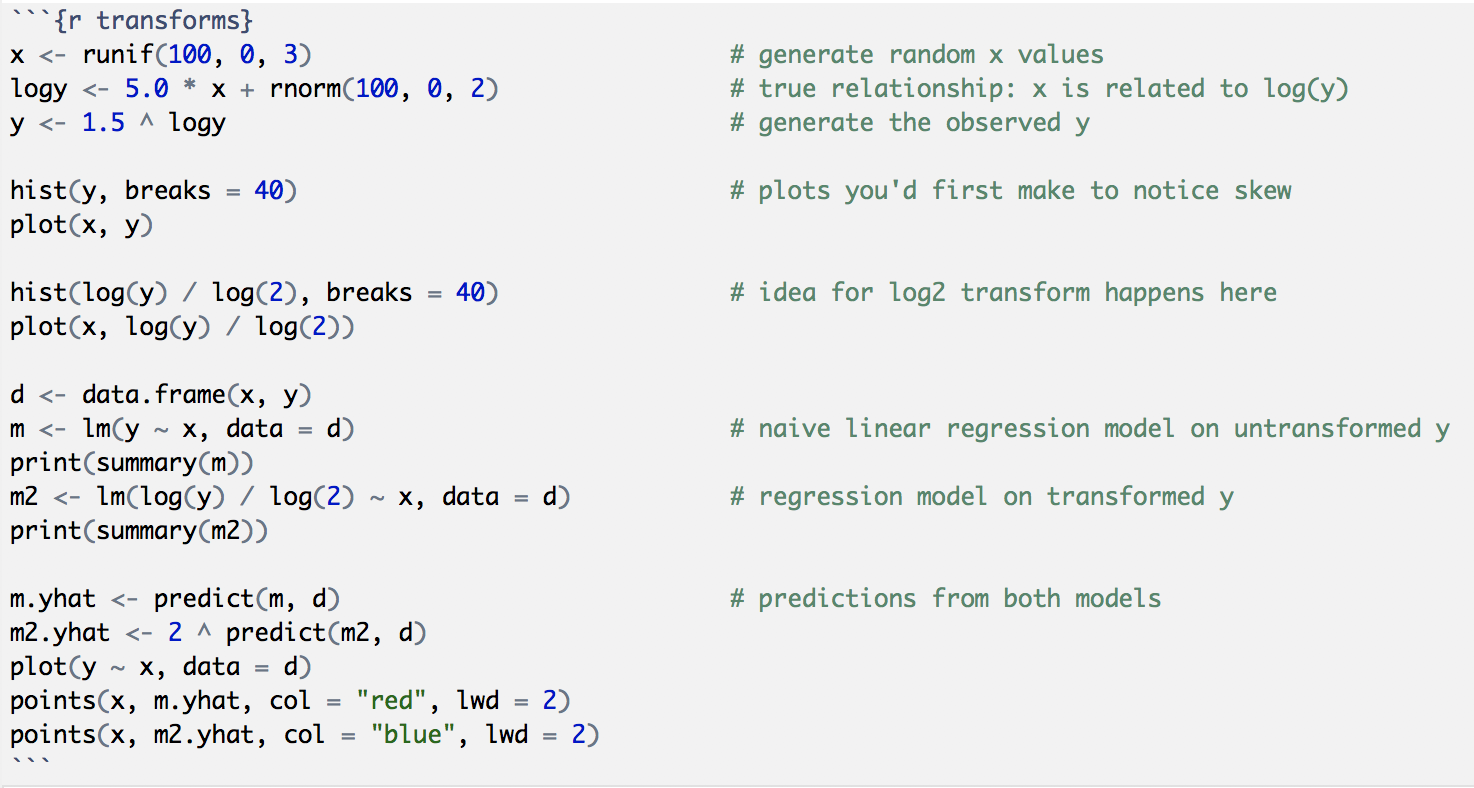 ```{r transforms}
x <- runif(100, 0, 3) # generate random x values
logy <- 5.0 * x + rnorm(100, 0, 2) # true relationship: x is related to log(y)
y <- 1.5 ^ logy # generate the observed y
hist(y, breaks = 40) # plots you'd first make to notice skew
plot(x, y)
hist(log(y) / log(2), breaks = 40) # idea for log2 transform happens here
plot(x, log(y) / log(2))
d <- data.frame(x, y)
m <- lm(y ~ x, data = d) # naive linear regression model on untransformed y
print(summary(m))
m2 <- lm(log(y) / log(2) ~ x, data = d) # regression model on transformed y
print(summary(m2))
m.yhat <- predict(m, d) # predictions from both models
m2.yhat <- 2 ^ predict(m2, d)
plot(y ~ x, data = d)
points(x, m.yhat, col = "red", lwd = 2)
points(x, m2.yhat, col = "blue", lwd = 2)
```